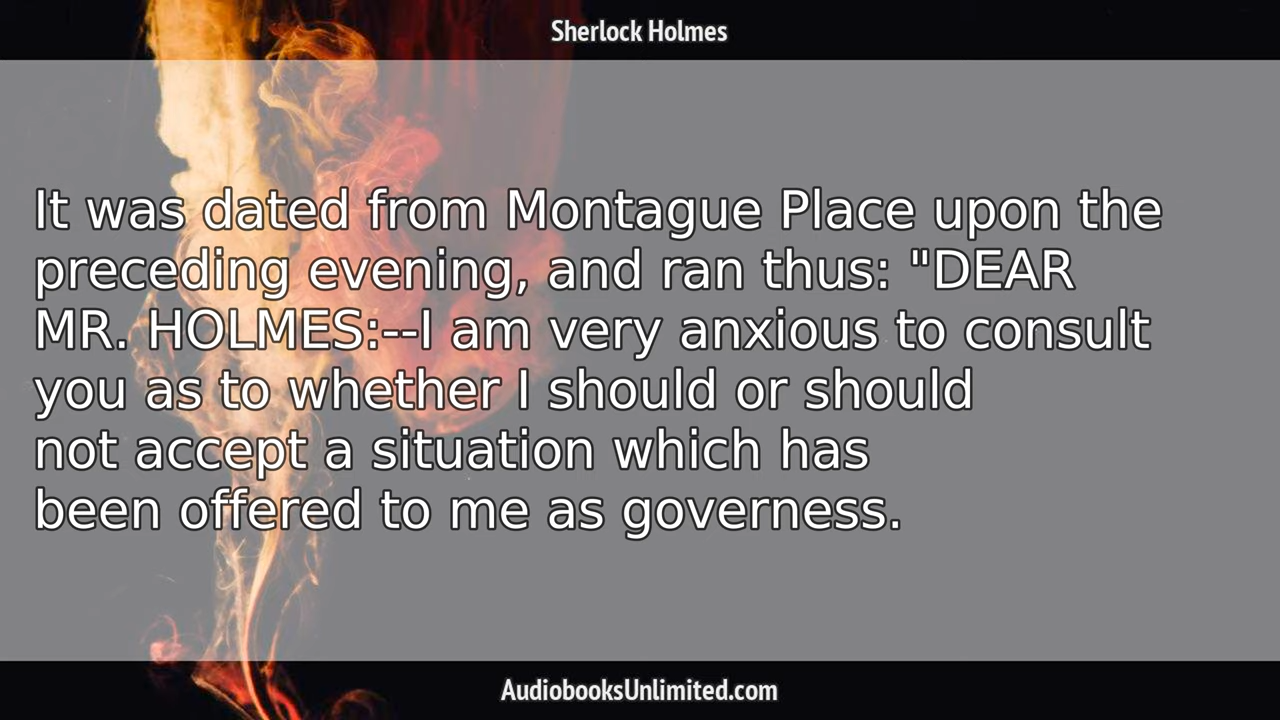 Sherlock Holmes
It was dated from Montague Place upon the
preceding evening, and ran thus: "DEAR
MR. HOLMES:--I am very anxious to consult
you as to whether I should or should
not accept a situation which has
been offered to me as governess.
AudiobooksUnlimited.com